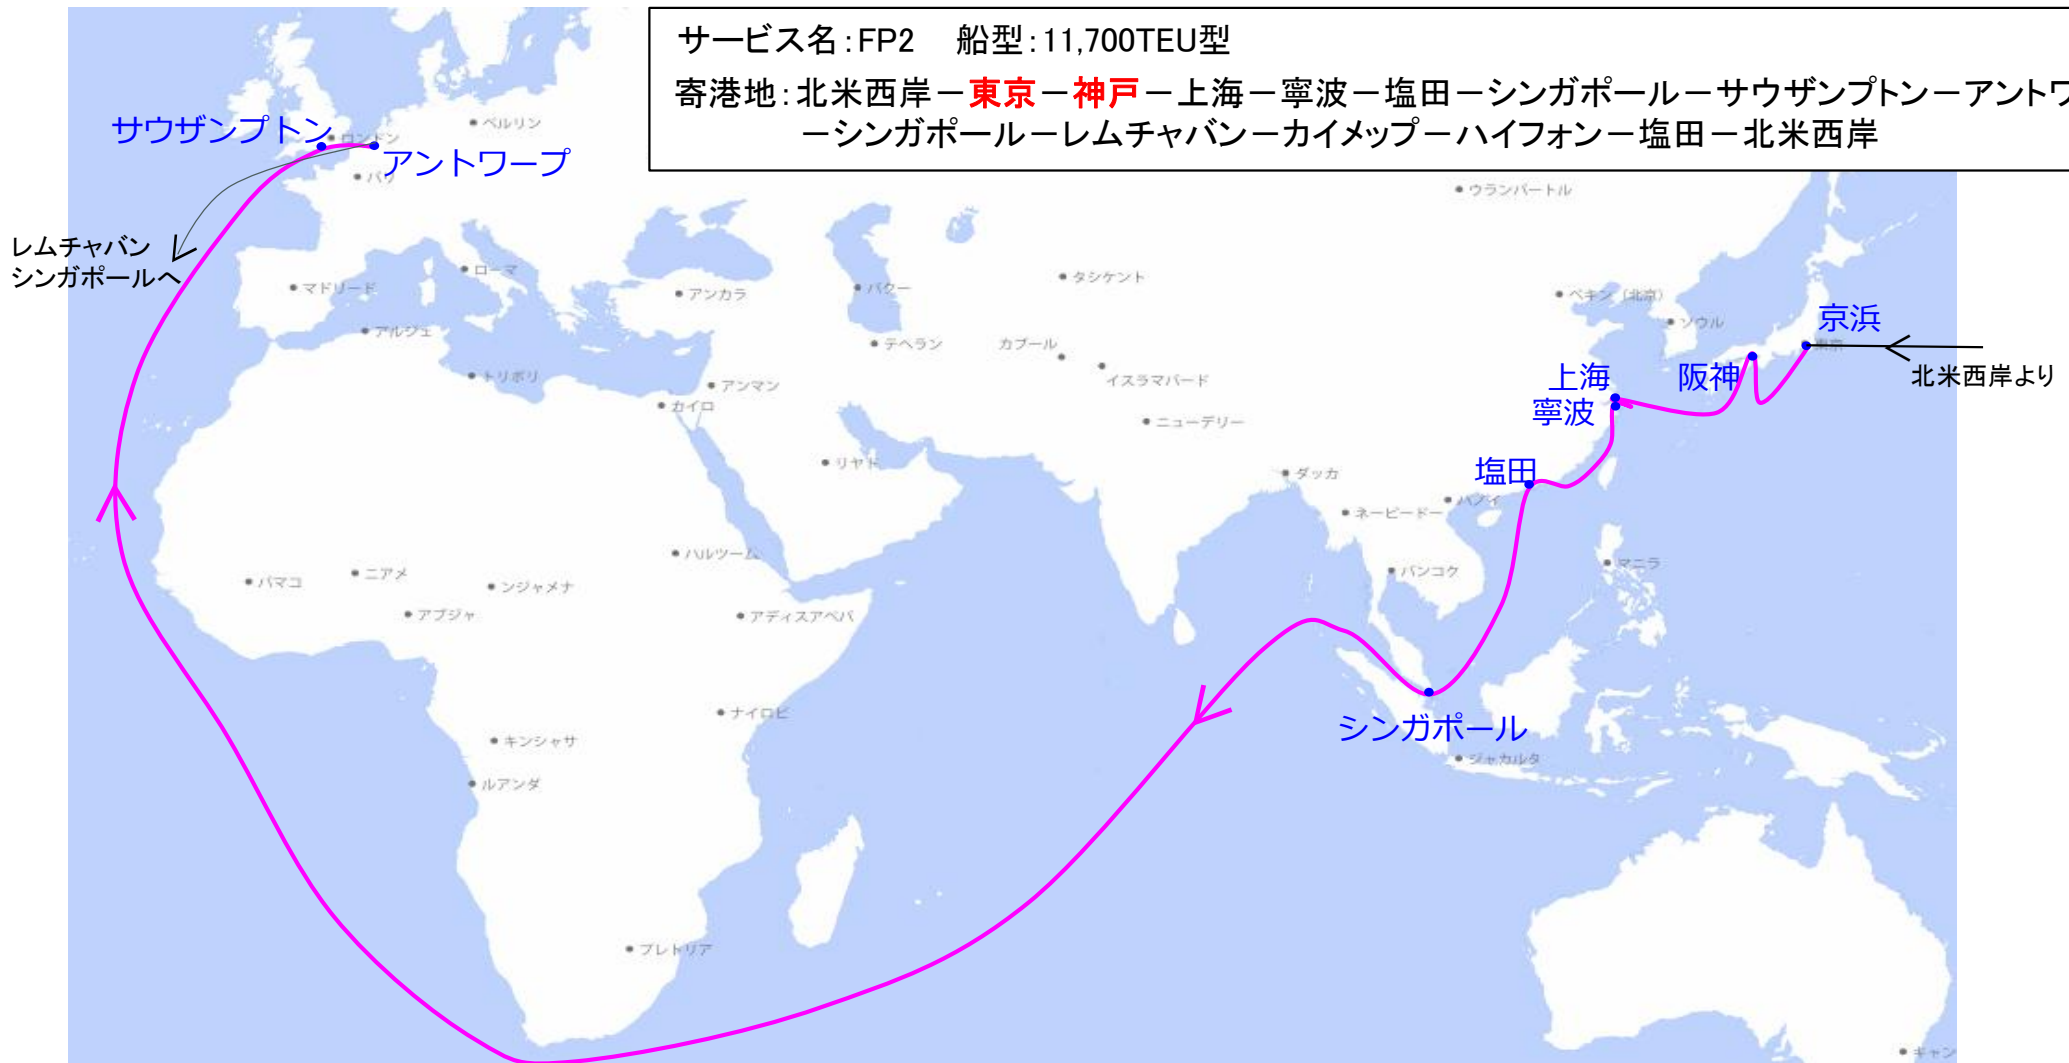 サービス名:FP2　船型:11,700TEU型
寄港地:北米西岸－東京－神戸－上海－寧波－塩田－シンガポール－サウザンプトン－アントワ
－シンガポール－レムチャバン－カイメップ－ハイフォン－塩田－北米西岸
サウザンプトン
ロンドン
ベルリン
アントワープ
パリ
ウランバートル
レムチャバン
シンガポールへ
ローマ
マドリード
アンカラ
バクー
タシケント
ペキン (北京)
ソウル
京浜
東京
アルジェ
テヘラン
カブール
イスラマバード
北米西岸より
トリポリ
アンマン
阪神
上海
カイロ
ニューデリー
寧波
リヤド
ダッカ
塩田
ハノイ
ネーピードー
ハルツーム
バンコク
マニラ
バマコ
ニアメ
ンジャメナ
アブジャ
アディスアベバ
ナイロビ
シンガポール
キンシャサ
ジャカルタ
ルアンダ
プレトリア
キャン